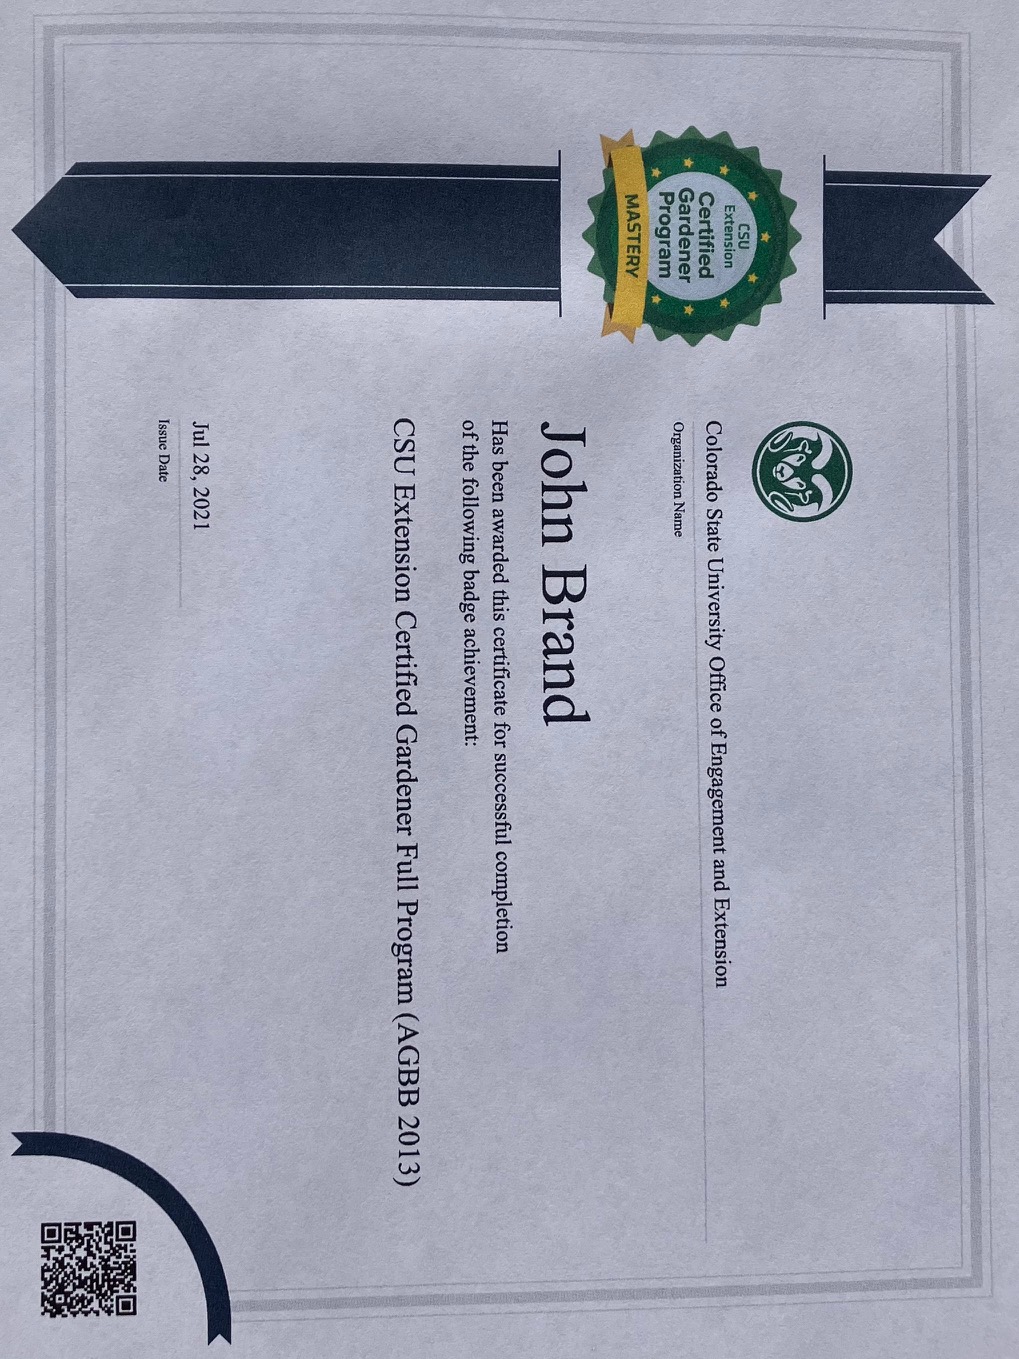 CSU
Extension
Certified
Gardener
Program
MASTERY
Colorado State University Office of Engagement and Extension
Organization Name
John Brand
Has been awarded this certificate for successful completion
of the following badge achievement:
CSU Extension Certified Gardener Full Program (AGBB 2013)
Jul 28, 2021
Issue Date